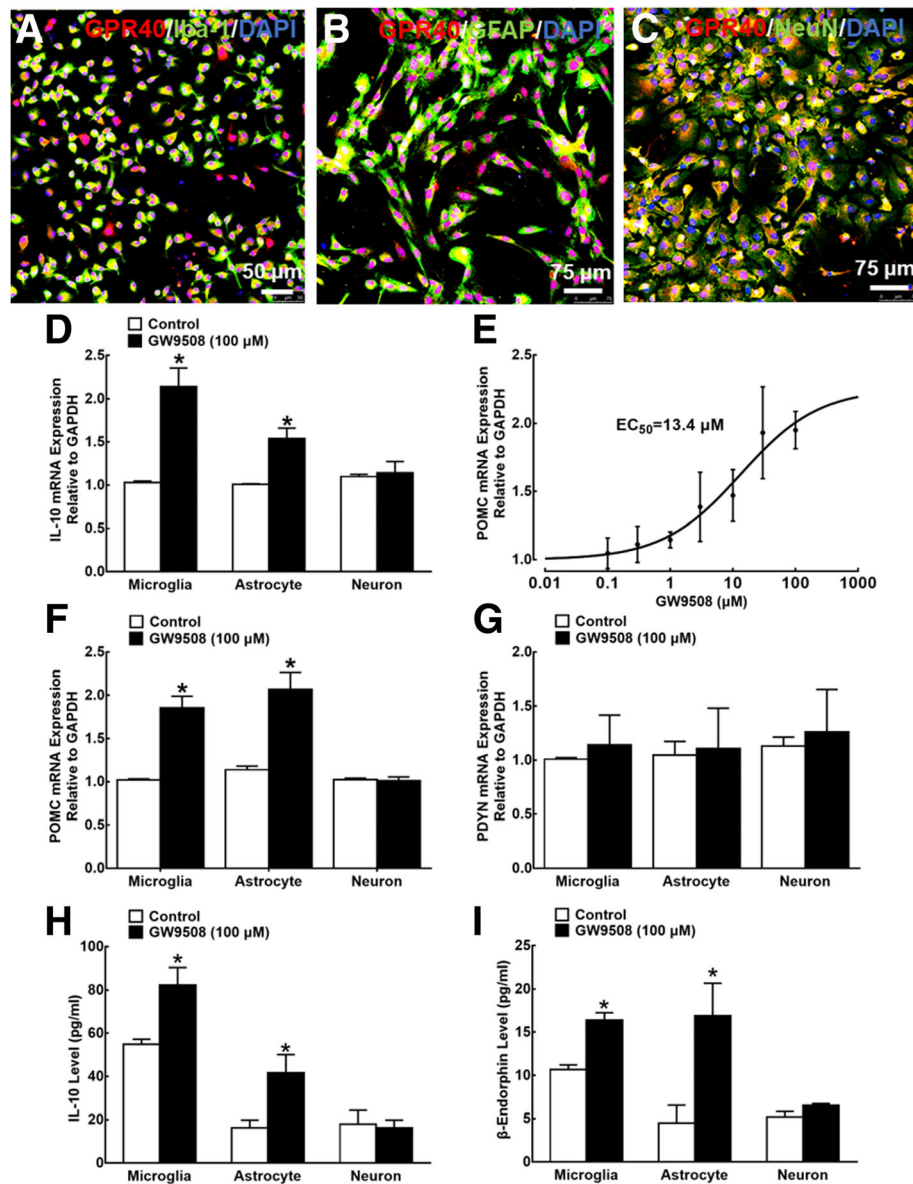 A
GPR40/Iba-1/DAPI
50 µm
B
GPR40/GFAP/DAPI
75 µm
C
GPR40/NeuN/DAPI
75 µm
D
Control
GW9508 (100 µM)
IL-10 mRNA Expression
Relative to GAPDH
2.5
2.0
1.5
1.0
0.5
0.0
*
*
Microglia
Astrocyte
Neuron
E
POMC mRNA Expression
Relative to GAPDH
2.5
2.0
1.5
1.0
EC50=13.4 µM
0.01
0.1
1
10
100
1000
GW9508 (µM)
F
Control
GW9508 (100 µM)
POMC mRNA Expression
Relative to GAPDH
2.5
2.0
1.5
1.0
0.5
0.0
*
*
Microglia
Astrocyte
Neuron
G
Control
GW9508 (100 µM)
PDYN mRNA Expression
Relative to GAPDH
2.0
1.5
1.0
0.5
0.0
Microglia
Astrocyte
Neuron
H
Control
GW9508 (100 µM)
IL-10 Level (pg/ml)
100
80
60
40
20
0
*
*
Microglia
Astrocyte
Neuron
I
Control
GW9508 (100 µM)
β-Endorphin Level (pg/ml)
25
20
15
10
5
0
*
*
Microglia
Astrocyte
Neuron